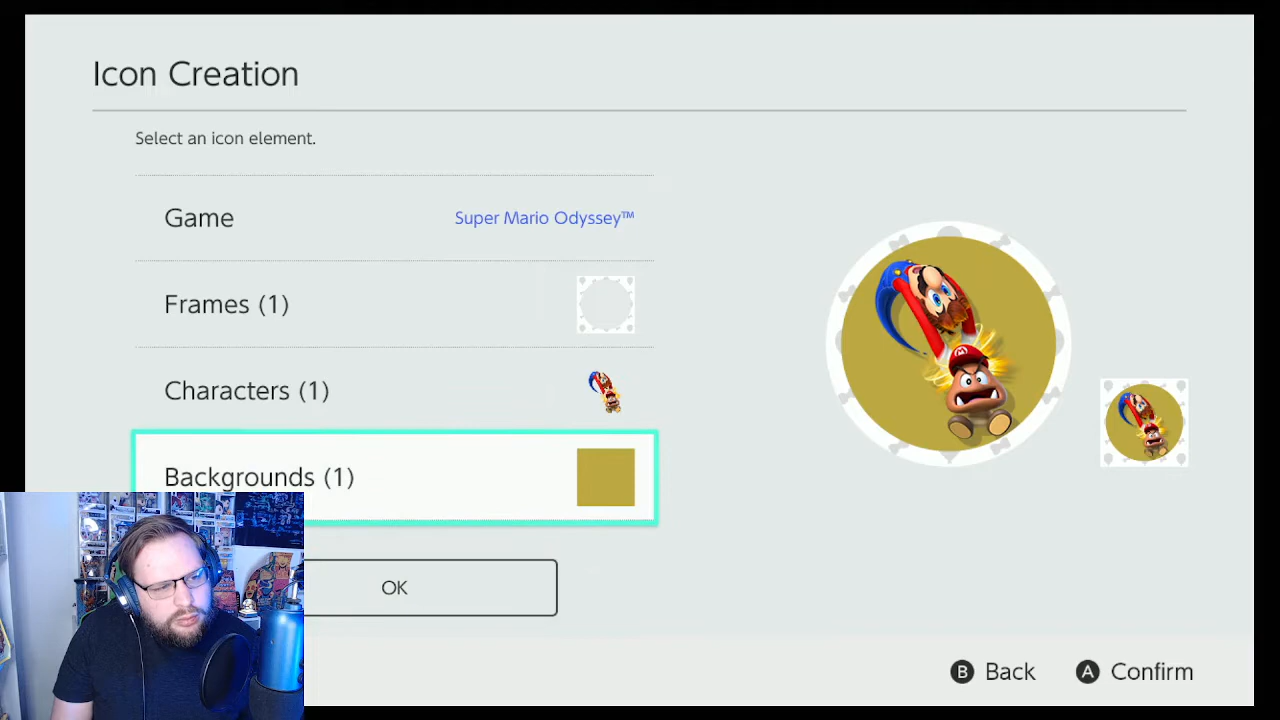 Icon Creation
Select an icon element.
Game Super Mario Odyssey™
Frames (1)
Characters (1)
Backgrounds (1)
OK
B Back A Confirm